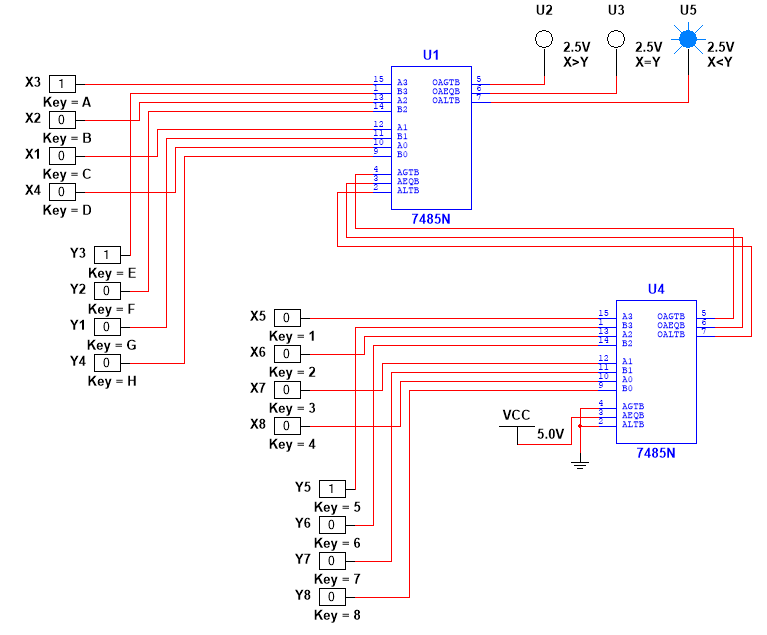 U2 U3 U5
2.5V 2.5V 2.5V
X>Y X=Y X<Y
U1
X3 1
Key = A
X2 0
Key = B
X1 0
Key = C
X4 0
Key = D
15 A3 OAGTB 5
1 B3 OAEQB 6
13 A2 OALTB 7
14 B2
12 A1
11 B1
10 A0
9 B0
4 AGTB
3 AEQB
2 ALTB
7485N
Y3 1
Key = E
Y2 0
Key = F
Y1 0
Key = G
Y4 0
Key = H
U4
X5 0
Key = 1
X6 0
Key = 2
X7 0
Key = 3
X8 0
Key = 4
15 A3 OAGTB 5
1 B3 OAEQB 6
13 A2 OALTB 7
14 B2
12 A1
11 B1
10 A0
9 B0
4 AGTB
3 AEQB
2 ALTB
VCC
5.0V
7485N
Y5 1
Key = 5
Y6 0
Key = 6
Y7 0
Key = 7
Y8 0
Key = 8